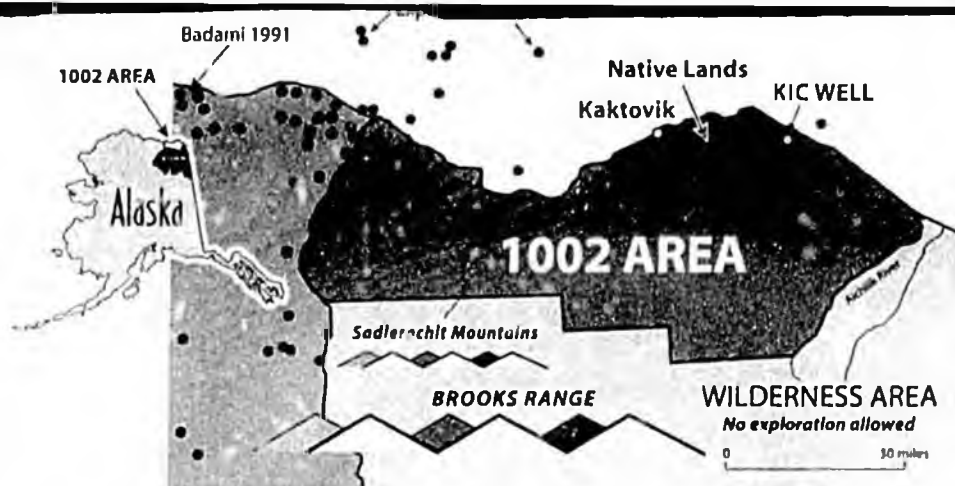 Badami 1991
1002 AREA
Native Lands
Kaktovik
KIC WELL
Alaska
1002 AREA
Sadlerochit Mountains
BROOKS RANGE
WILDERNESS AREA
No exploration allowed
0
miles